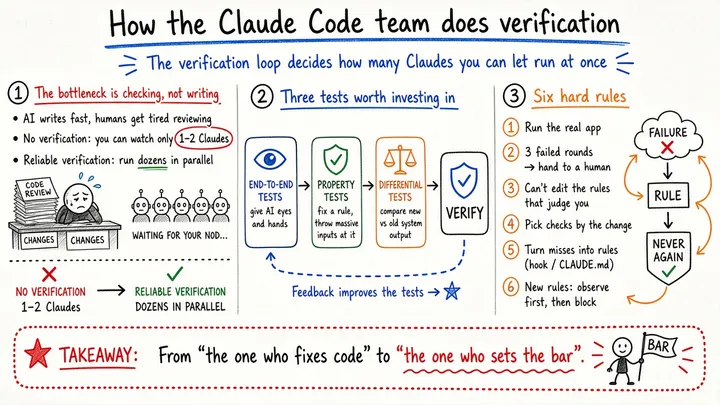 How the Claude Code team does verification
The verification loop decides how many Claudes you can let run at once
1 The bottleneck is checking, not writing
• AI writes fast, humans get tired reviewing
• No verification: you can watch only 1–2 Claudes
• Reliable verification: run dozens in parallel
CODE
REVIEW
CHANGES
CHANGES
WAITING FOR YOUR NOD...
NO VERIFICATION
1–2 Claudes
RELIABLE VERIFICATION
DOZENS IN PARALLEL
2 Three tests worth investing in
END-TO-END
TESTS
give AI eyes
and hands
PROPERTY
TESTS
fix a rule,
throw massive
inputs at it
DIFFERENTIAL
TESTS
compare new
vs old system
output
VERIFY
Feedback improves the tests →
3 Six hard rules
1 Run the real app
2 3 failed rounds
→ hand to a human
3 Can't edit the rules
that judge you
4 Pick checks by the change
5 Turn misses into rules
(hook / CLAUDE.md)
6 New rules: observe
first, then block
FAILURE
RULE
NEVER
AGAIN
TAKEAWAY: From “the one who fixes code” to “the one who sets the bar”.
BAR